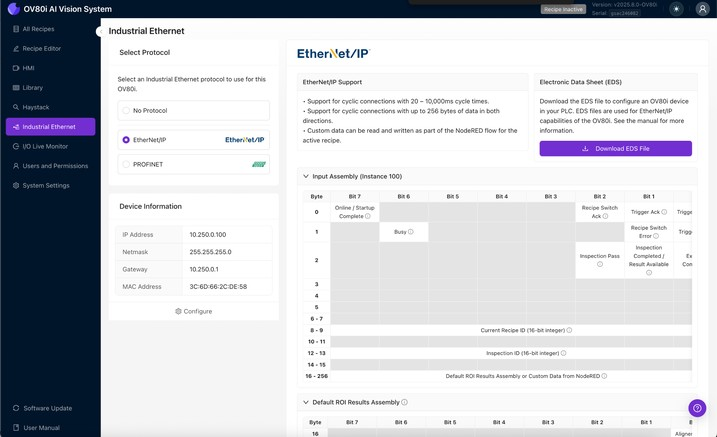 OV80i AI Vision System
Recipe Inactive
Version: v2025.8.0-OV80i
Serial:
All Recipes
Recipe Editor
HMI
Library
Haystack
Industrial Ethernet
I/O Live Monitor
Users and Permissions
System Settings
Software Update
User Manual
Industrial Ethernet
Select Protocol
Select an Industrial Ethernet protocol to use for this
OV80i.
No Protocol
EtherNet/IP
EtherNet/IP
PROFINET
Device Information
IP Address 10.250.0.100
Netmask 255.255.255.0
Gateway 10.250.0.1
MAC Address 3C:6D:66:2C:DE:58
Configure
EtherNet/IP
EtherNet/IP Support
• Support for cyclic connections with 20 ~ 10,000ms cycle times.
• Support for cyclic connections with up to 256 bytes of data in both
directions.
• Custom data can be read and written as part of the NodeRED flow for the
active recipe.
Electronic Data Sheet (EDS)
Download the EDS file to configure an OV80i device
in your PLC. EDS files are used for EtherNet/IP
capabilities of the OV80i. See the manual for more
information.
Download EDS File
Input Assembly (Instance 100)
Byte Bit 7 Bit 6 Bit 5 Bit 4 Bit 3 Bit 2 Bit 1
0 Online / Startup
Complete
Recipe Switch
Ack
Trigger Ack
Trigge
1 Busy
Recipe Switch
Error
Trigg
2 Inspection Pass
Inspection
Completed /
Result Available
Ex
Con
3
4
5
6 - 7
8 - 9 Current Recipe ID (16-bit integer)
10 - 11
12 - 13 Inspection ID (16-bit integer)
14 - 15
16 - 256 Default ROI Results Assembly or Custom Data from NodeRED
Default ROI Results Assembly
Byte Bit 7 Bit 6 Bit 5 Bit 4 Bit 3 Bit 2 Bit 1
16 Aligner